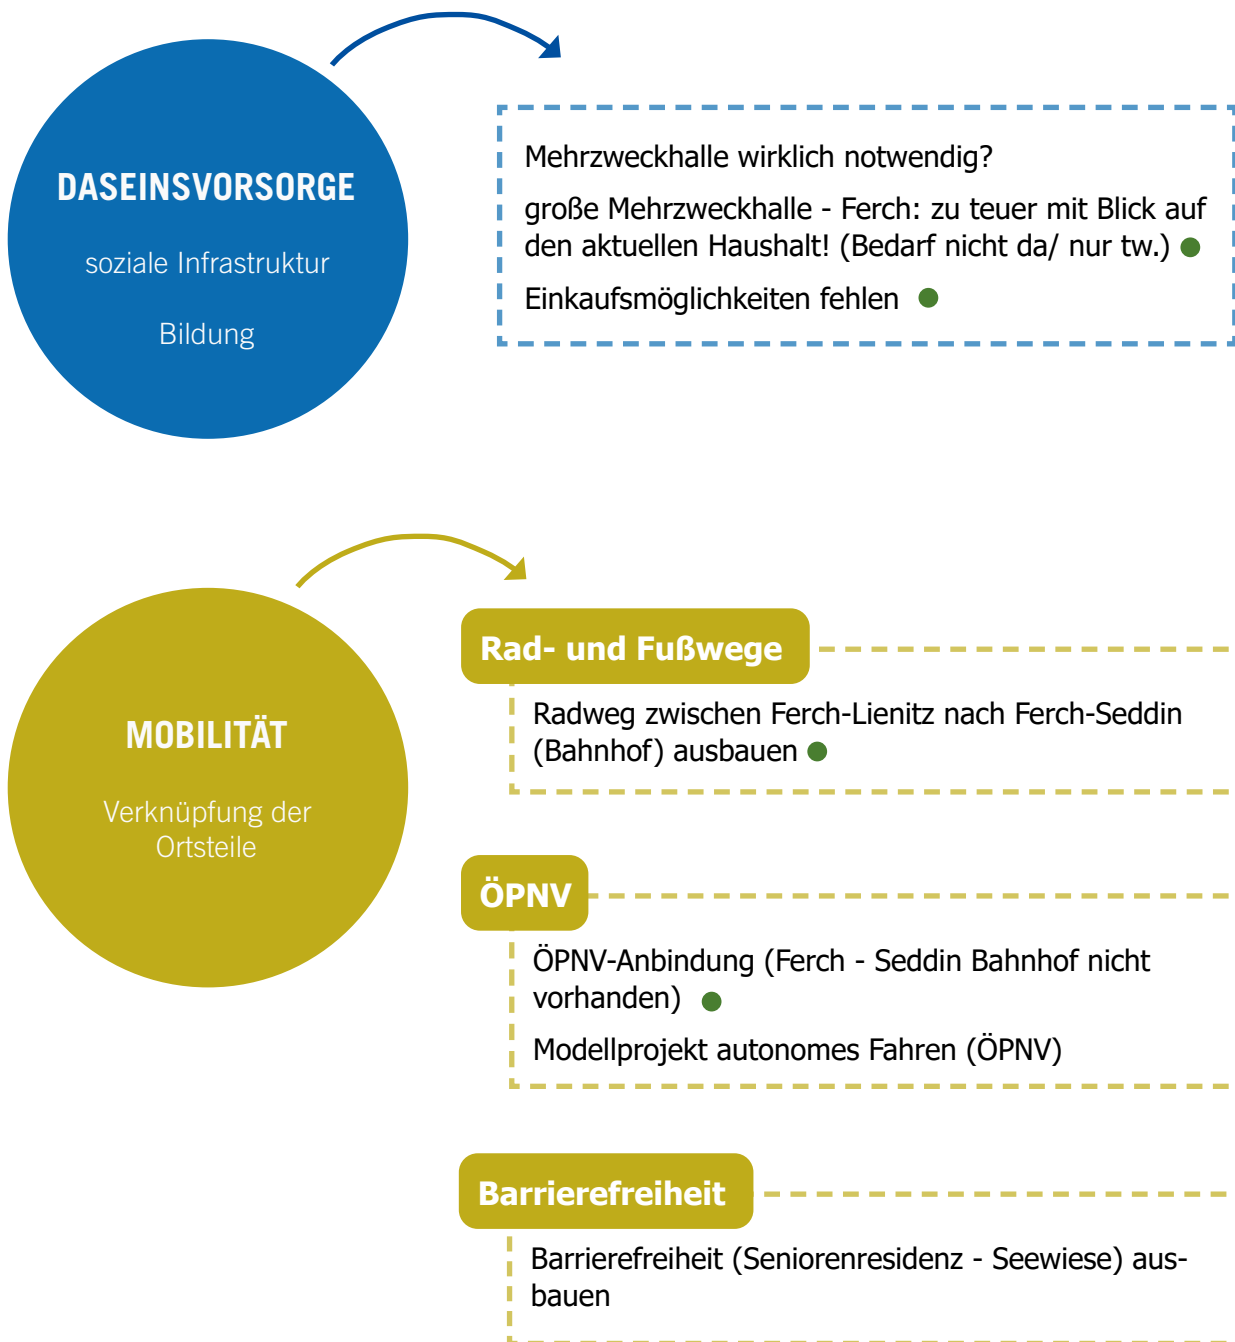 DASEINSVORSORGE
soziale Infrastruktur
Bildung
Mehrzweckhalle wirklich notwendig?
große Mehrzweckhalle - Ferch: zu teuer mit Blick auf
den aktuellen Haushalt! (Bedarf nicht da/ nur tw.)
Einkaufsmöglichkeiten fehlen
MOBILITÄT
Verknüpfung der
Ortsteile
Rad- und Fußwege
Radweg zwischen Ferch-Lienitz nach Ferch-Seddin
(Bahnhof) ausbauen
ÖPNV
ÖPNV-Anbindung (Ferch - Seddin Bahnhof nicht
vorhanden)
Modellprojekt autonomes Fahren (ÖPNV)
Barrierefreiheit
Barrierefreiheit (Seniorenresidenz - Seewiese) aus-
bauen